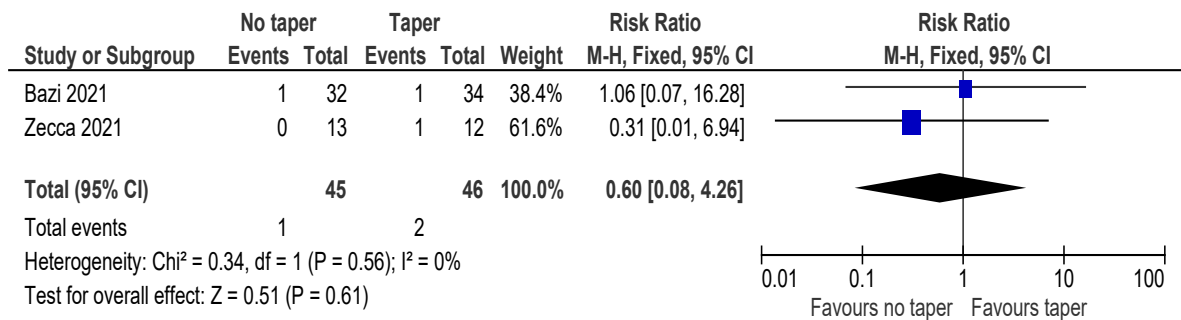 No taper Taper Risk Ratio Risk Ratio
Study or Subgroup Events Total Events Total Weight M-H, Fixed, 95% CI M-H, Fixed, 95% CI
Bazi 2021 1 32 1 34 38.4% 1.06 [0.07, 16.28]
Zecca 2021 0 13 1 12 61.6% 0.31 [0.01, 6.94]
Total (95% CI) 45 46 100.0% 0.60 [0.08, 4.26]
Total events 1 2
Heterogeneity: Chi² = 0.34, df = 1 (P = 0.56); I² = 0%
Test for overall effect: Z = 0.51 (P = 0.61)
0.01 0.1 1 10 100
Favours no taper Favours taper